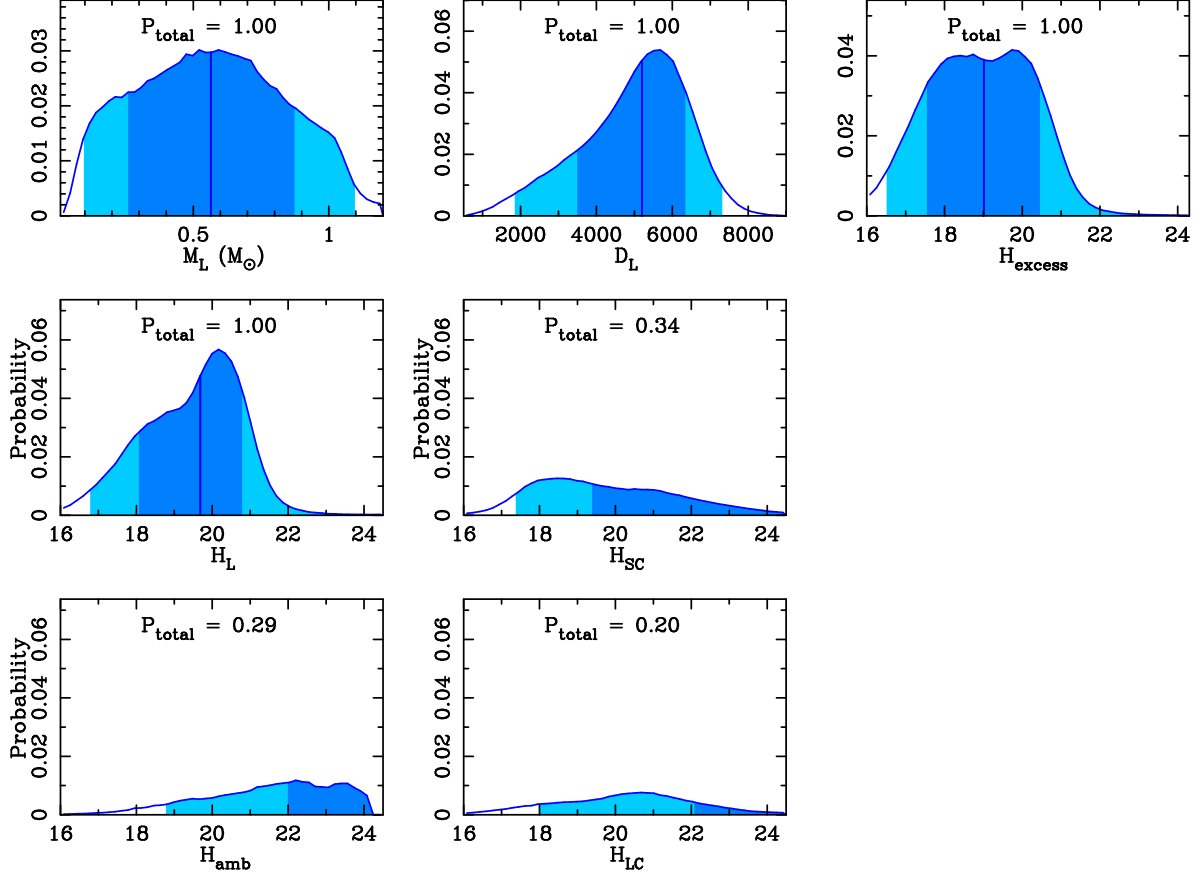 P_total = 1.00
0 0.01 0.02 0.03
0.5 1
M_L (M_⊙)
P_total = 1.00
0 0.02 0.04 0.06
2000 4000 6000 8000
D_L
P_total = 1.00
0 0.02 0.04
16 18 20 22 24
H_excess
P_total = 1.00
Probability
0 0.02 0.04 0.06
16 18 20 22 24
H_L
P_total = 0.34
Probability
0 0.02 0.04 0.06
16 18 20 22 24
H_SC
P_total = 0.29
Probability
0 0.02 0.04 0.06
16 18 20 22 24
H_amb
P_total = 0.20
0 0.02 0.04 0.06
16 18 20 22 24
H_LC